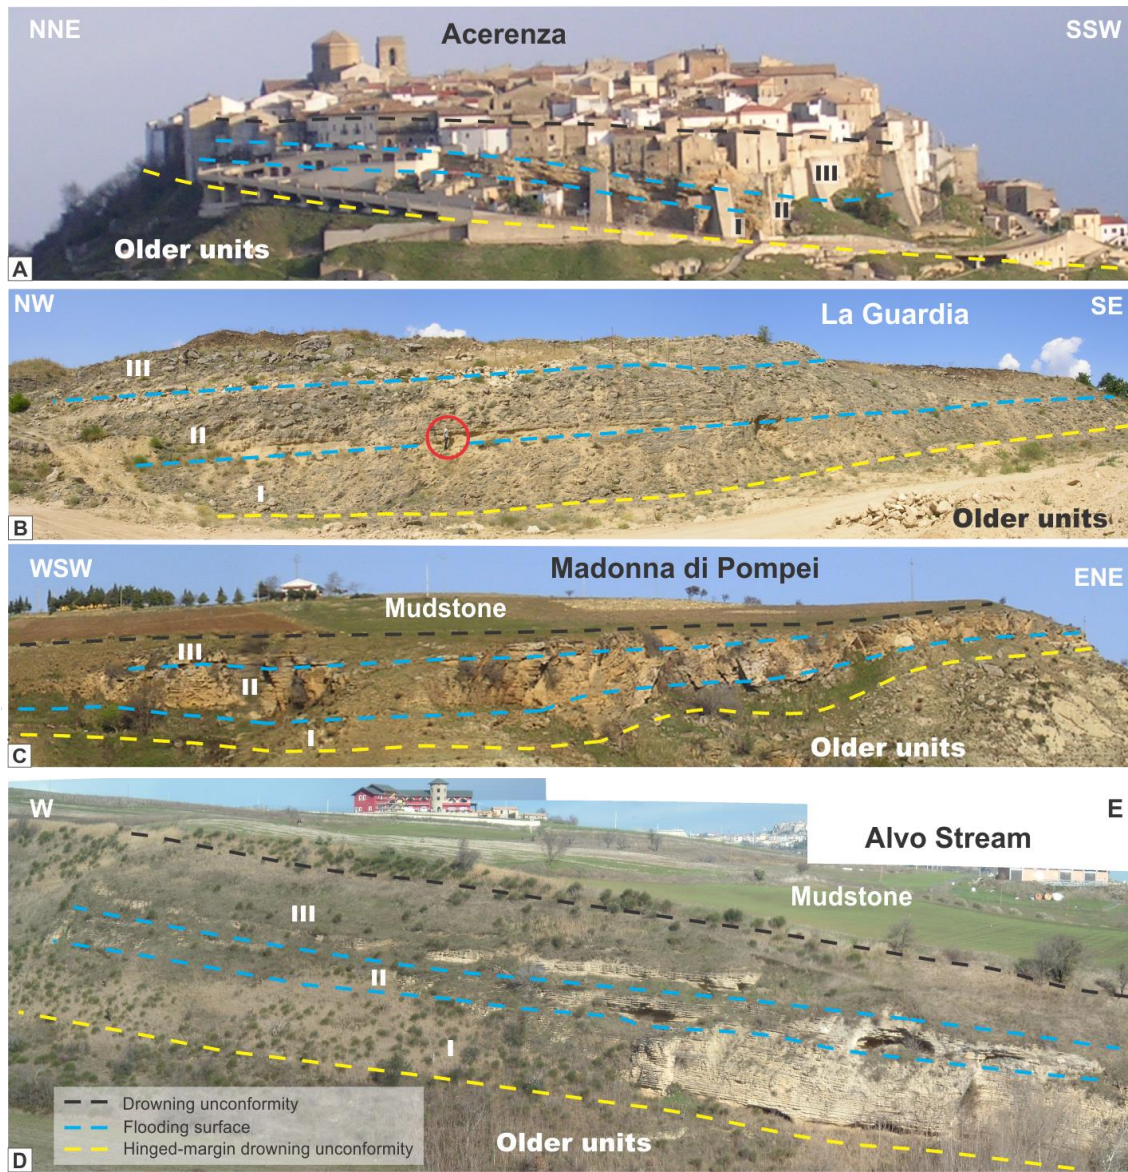 NNE
Acerenza
SSW
III
II
I
Older units
A
NW
La Guardia
SE
III
II
I
Older units
B
WSW
Madonna di Pompei
ENE
Mudstone
III
II
I
Older units
C
W
E
Alvo Stream
Mudstone
III
II
I
Drowning unconformity
Flooding surface
Hinged-margin drowning unconformity
Older units
D